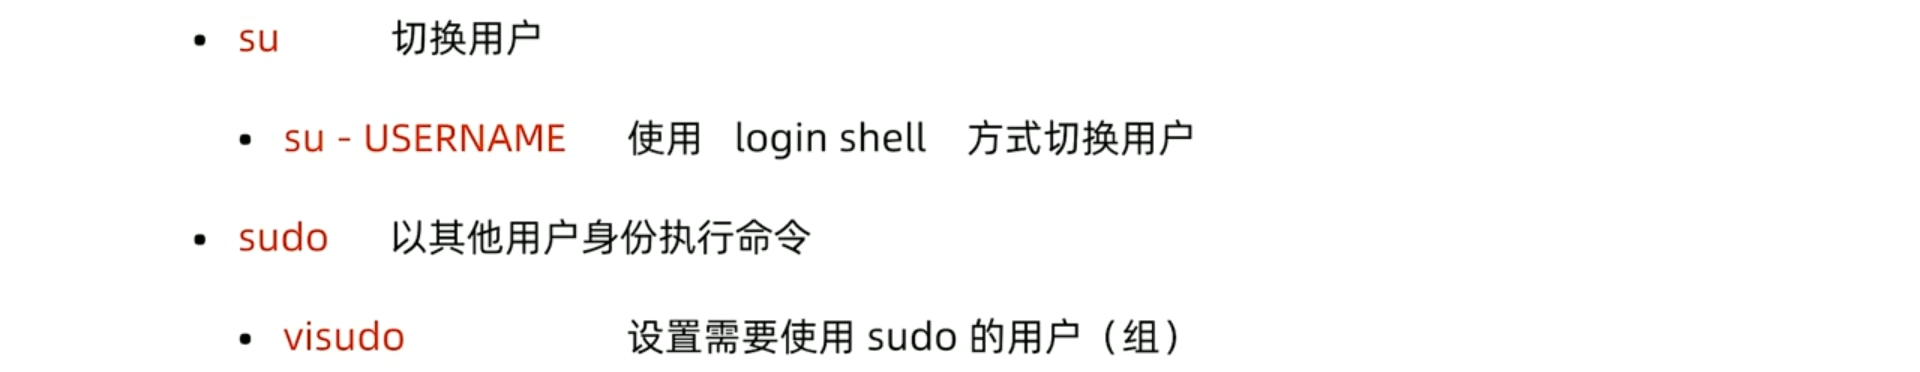 • su 切换用户
• su - USERNAME 使用 login shell 方式切换用户
• sudo 以其他用户身份执行命令
• visudo 设置需要使用 sudo 的用户（组）